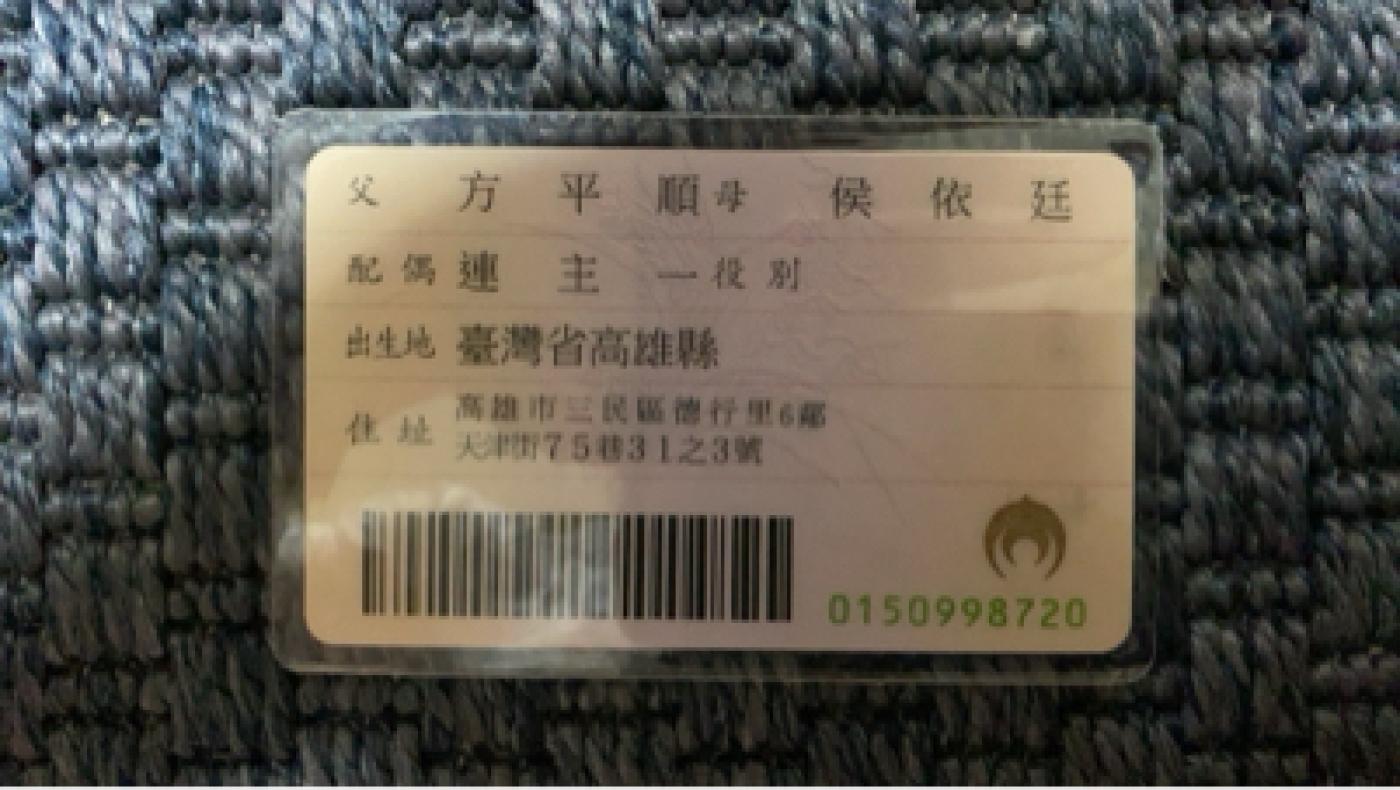 父 方平順 母 侯依廷
配偶 連主一 役別
出生地 臺灣省高雄縣
住址 高雄市三民區德行里6鄰
天津街75巷31之3號
0150998720